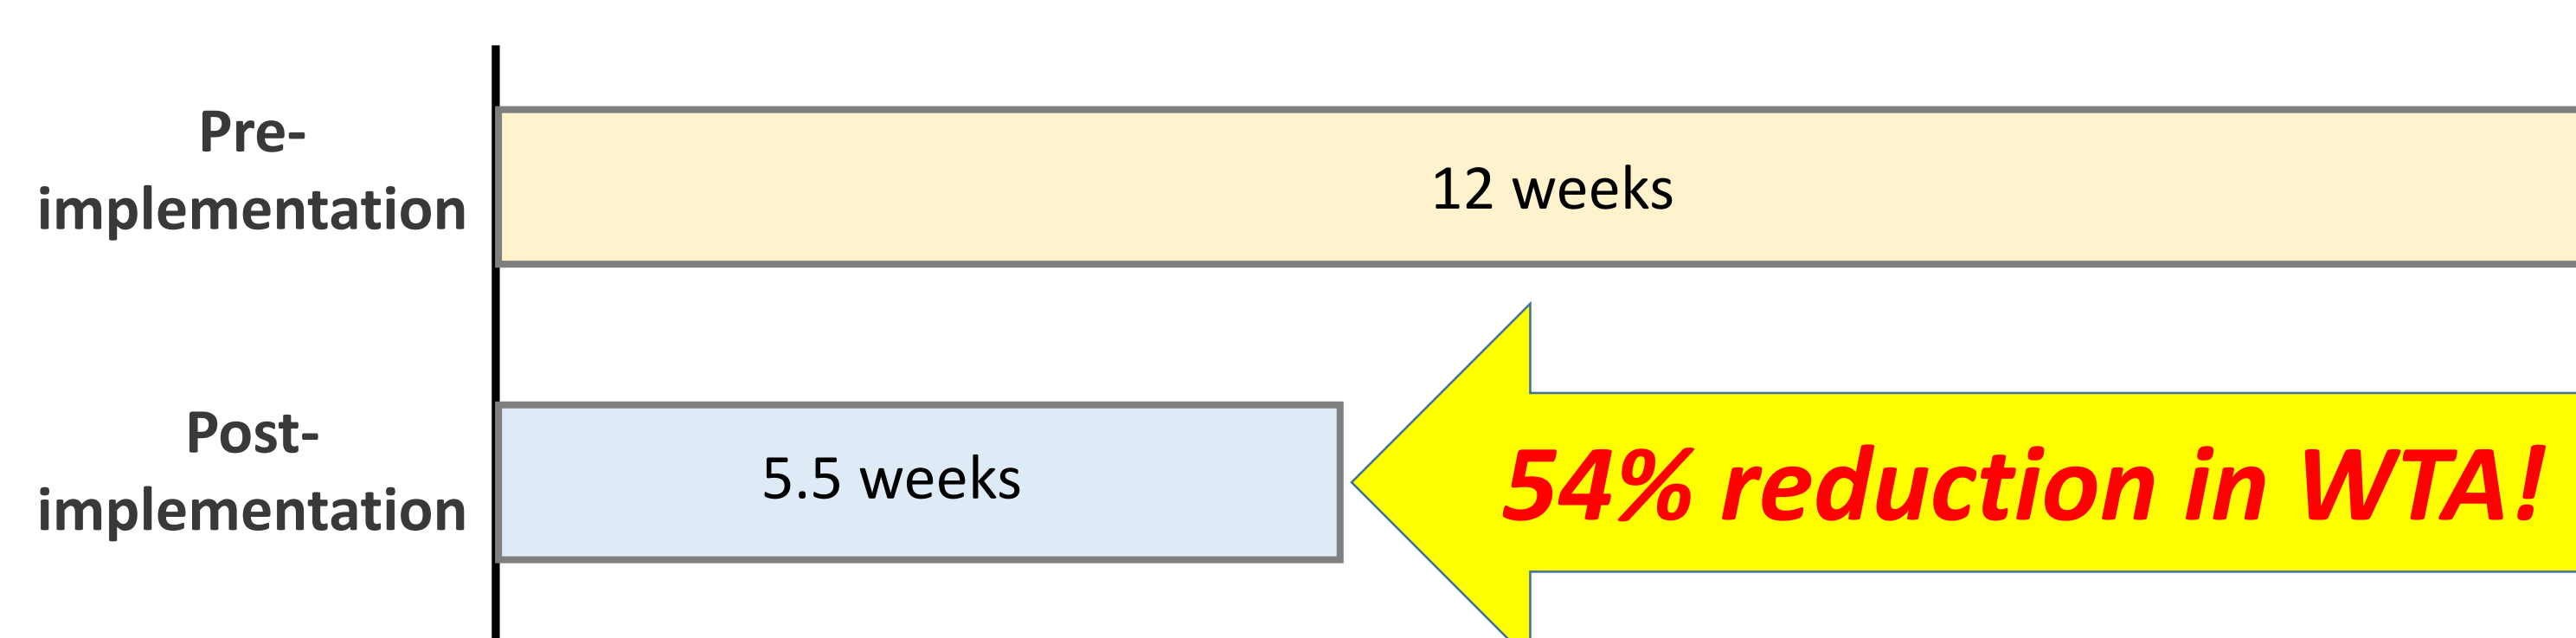 Pre-
implementation
12 weeks
Post-
implementation
5.5 weeks
54% reduction in WTA!